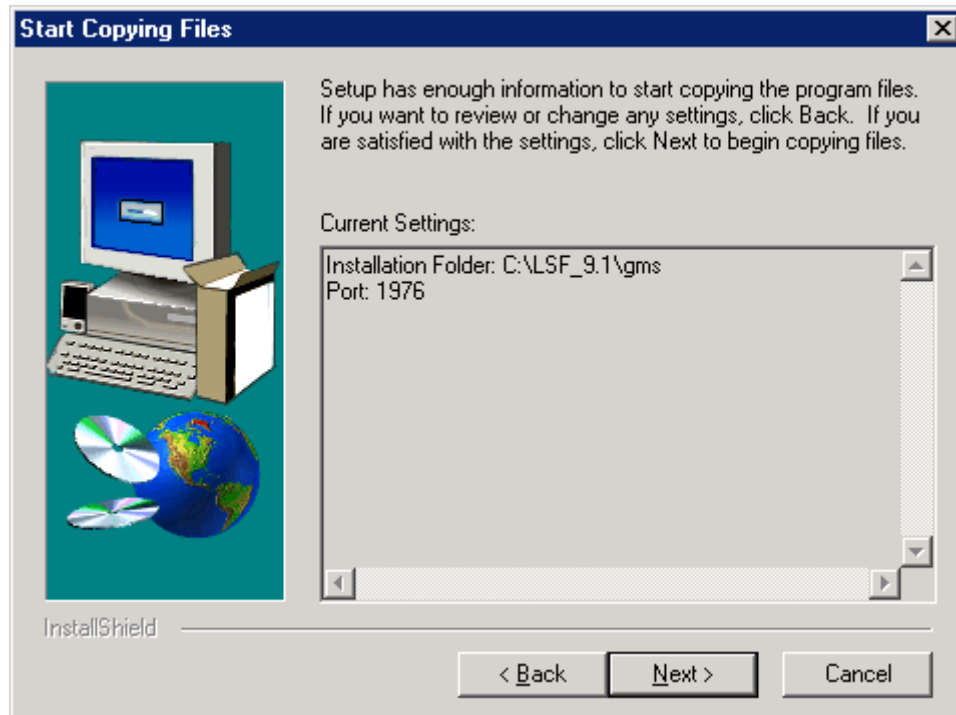 Start Copying Files
Setup has enough information to start copying the program files.
If you want to review or change any settings, click Back.  If you
are satisfied with the settings, click Next to begin copying files.
Current Settings:
Installation Folder: C:\LSF_9.1\gms
Port: 1976
InstallShield
< Back
Next >
Cancel